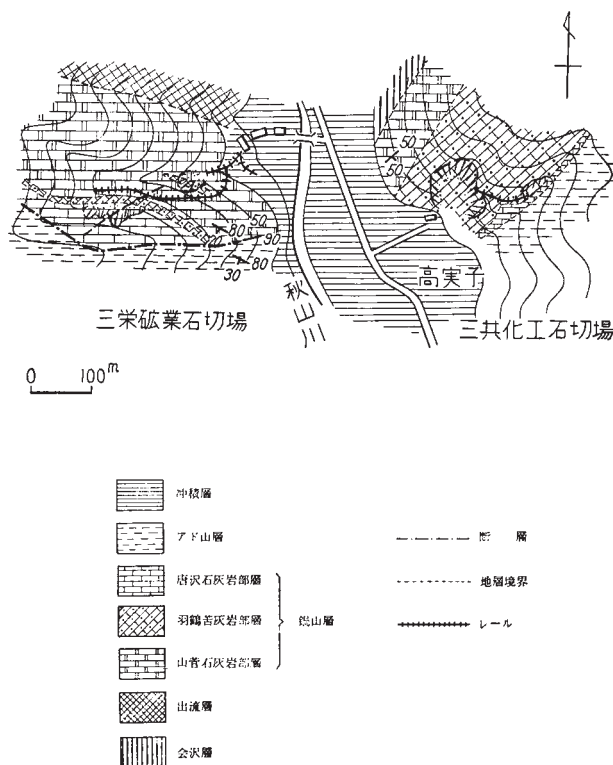 50
50
50
90
80
80
30
高実子
秋山川
三栄砿業石切場
三共化工石切場
0 100m
冲積層
アド山層
唐沢石灰岩部層
羽鶴苦灰岩部層
山菅石灰岩部層
鍋山層
出流層
会沢層
断 層
地層境界
レール